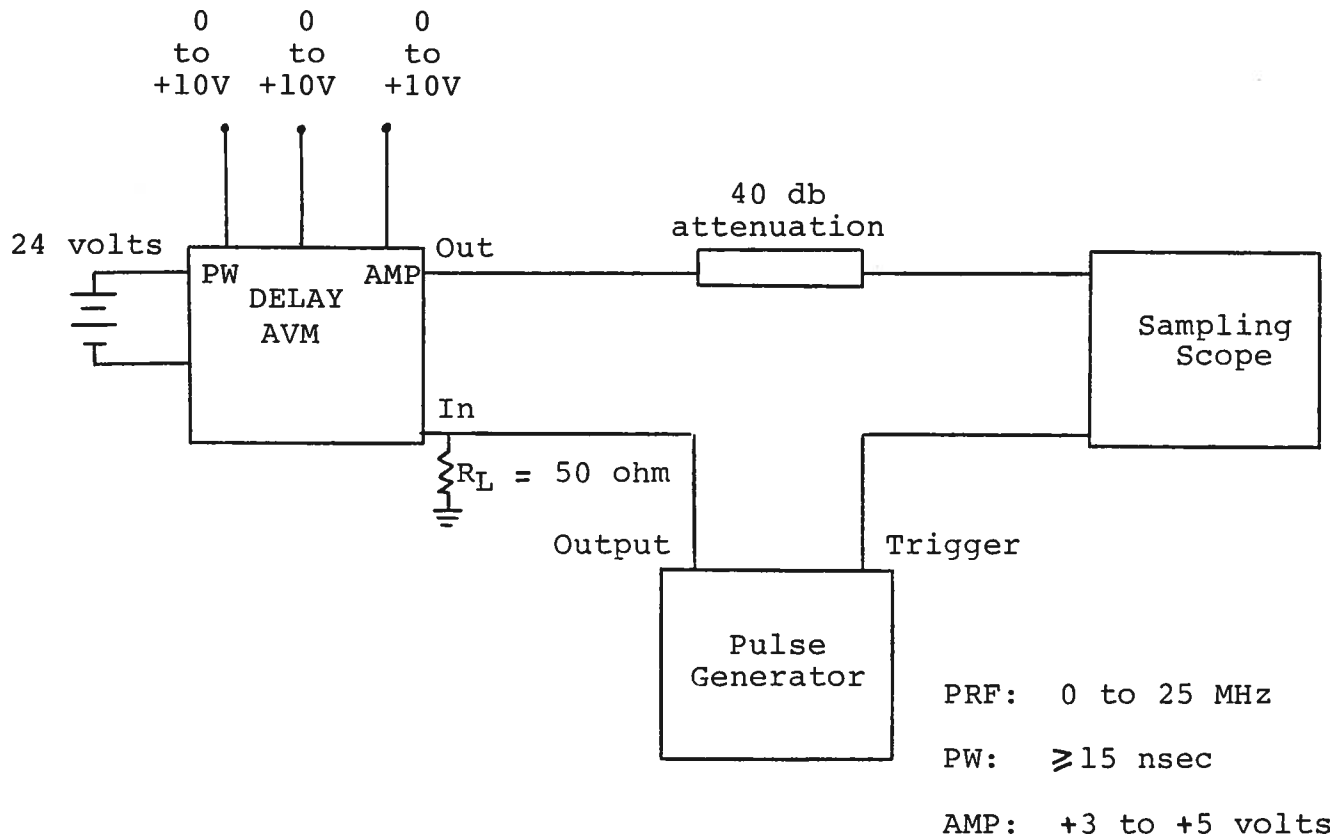 0 0 0
to to to
+10V +10V +10V
24 volts
PW AMP
DELAY
AVM
Out
40 db
attenuation
Sampling
Scope
In
R_L = 50 ohm
Output
Trigger
Pulse
Generator
PRF: 0 to 25 MHz
PW: ⩾15 nsec
AMP: +3 to +5 volts